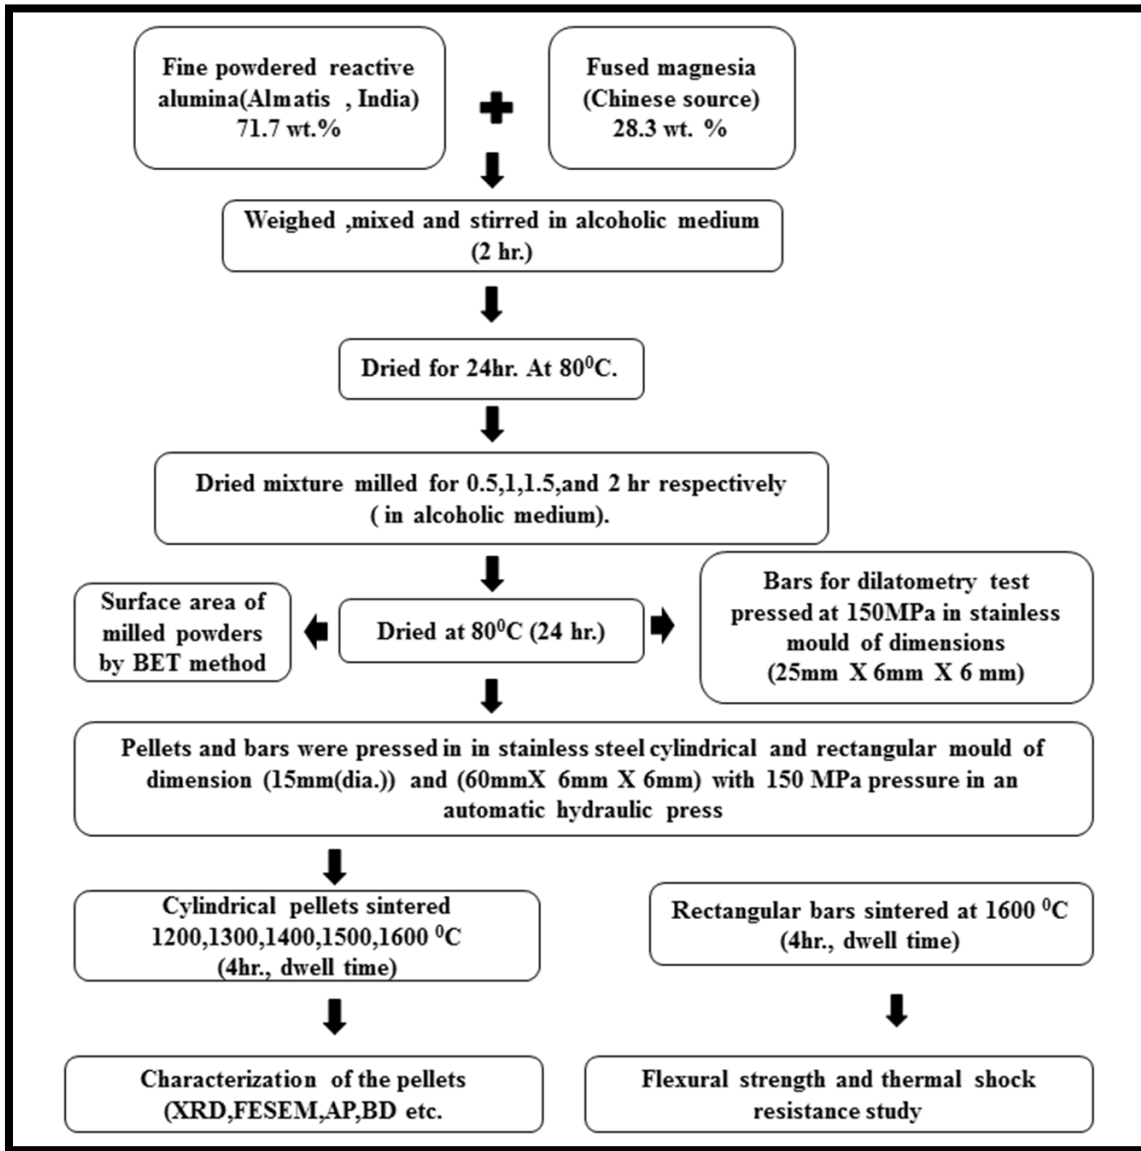 Fine powdered reactive
alumina(Almatis , India)
71.7 wt.%
Fused magnesia
(Chinese source)
28.3 wt. %
Weighed ,mixed and stirred in alcoholic medium
(2 hr.)
Dried for 24hr. At 80⁰C.
Dried mixture milled for 0.5,1,1.5,and 2 hr respectively
( in alcoholic medium).
Surface area of
milled powders
by BET method
Dried at 80⁰C (24 hr.)
Bars for dilatometry test
pressed at 150MPa in stainless
mould of dimensions
(25mm X 6mm X 6 mm)
Pellets and bars were pressed in in stainless steel cylindrical and rectangular mould of
dimension (15mm(dia.)) and (60mmX 6mm X 6mm) with 150 MPa pressure in an
automatic hydraulic press
Cylindrical pellets sintered
1200,1300,1400,1500,1600 ⁰C
(4hr., dwell time)
Rectangular bars sintered at 1600 ⁰C
(4hr., dwell time)
Characterization of the pellets
(XRD,FESEM,AP,BD etc.
Flexural strength and thermal shock
resistance study